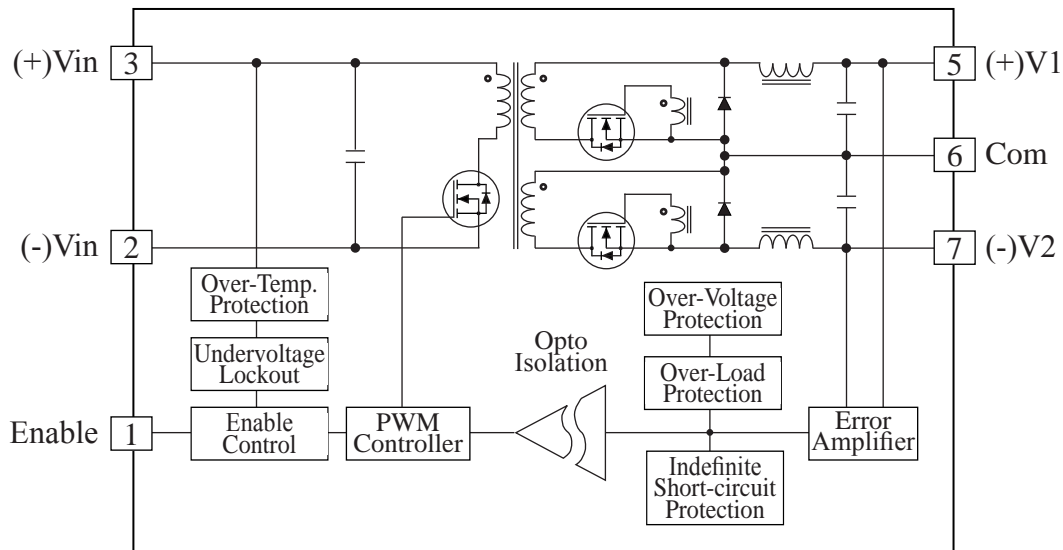 (+)Vin 3
5 (+)V1
6 Com
(-)Vin 2
7 (-)V2
Over-Temp.
Protection
Undervoltage
Lockout
Enable 1
Enable
Control
PWM
Controller
Opto
Isolation
Over-Voltage
Protection
Over-Load
Protection
Indefinite
Short-circuit
Protection
Error
Amplifier